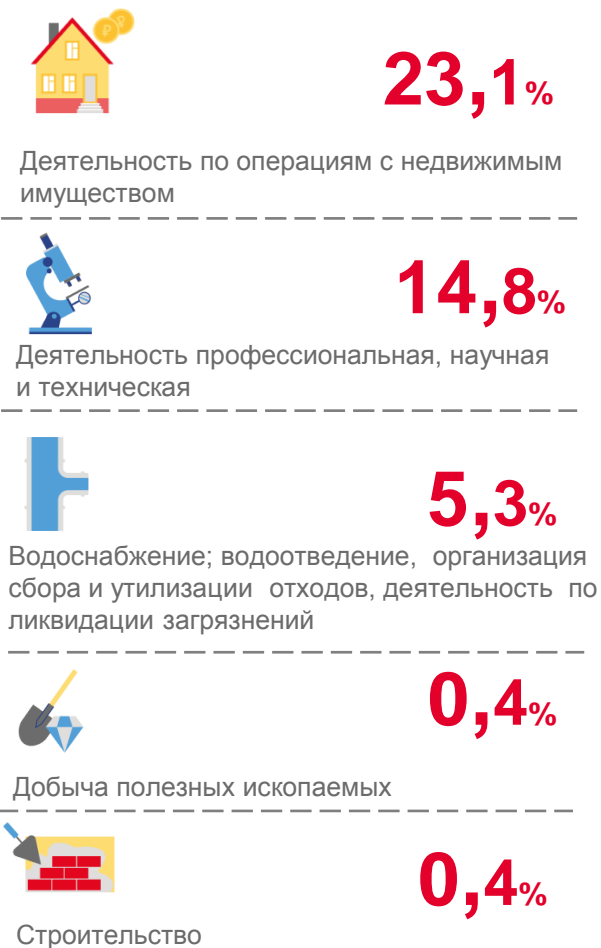 23,1%
Деятельность по операциям с недвижимым
имуществом
14,8%
Деятельность профессиональная, научная
и техническая
5,3%
Водоснабжение; водоотведение, организация
сбора и утилизации отходов, деятельность по
ликвидации загрязнений
0,4%
Добыча полезных ископаемых
0,4%
Строительство